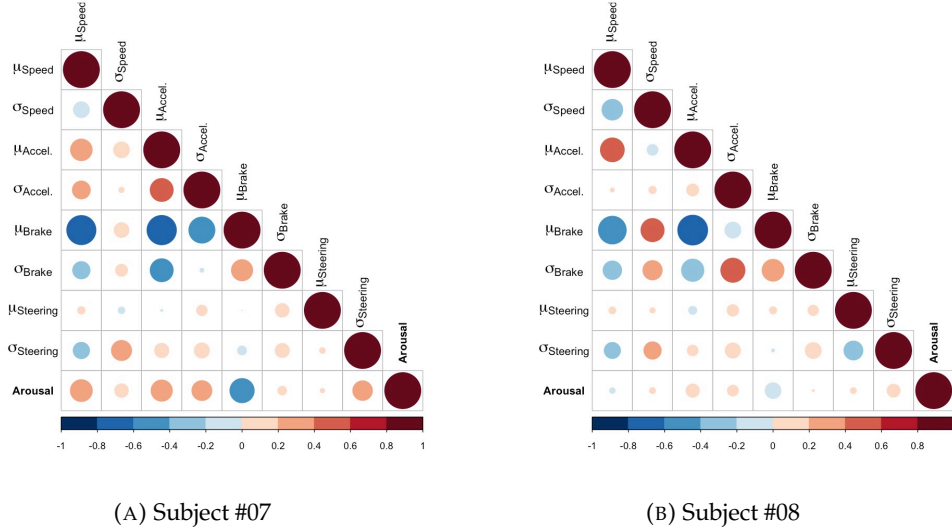 μSpeed
σSpeed
μAccel.
σAccel.
μBrake
σBrake
μSteering
σSteering
Arousal
μSpeed
σSpeed
μAccel.
σAccel.
μBrake
σBrake
μSteering
σSteering
Arousal
-1 -0.8 -0.6 -0.4 -0.2 0 0.2 0.4 0.6 0.8 1
(A) Subject #07
μSpeed
σSpeed
μAccel.
σAccel.
μBrake
σBrake
μSteering
σSteering
Arousal
μSpeed
σSpeed
μAccel.
σAccel.
μBrake
σBrake
μSteering
σSteering
Arousal
-1 -0.8 -0.6 -0.4 -0.2 0 0.2 0.4 0.6 0.8
(B) Subject #08